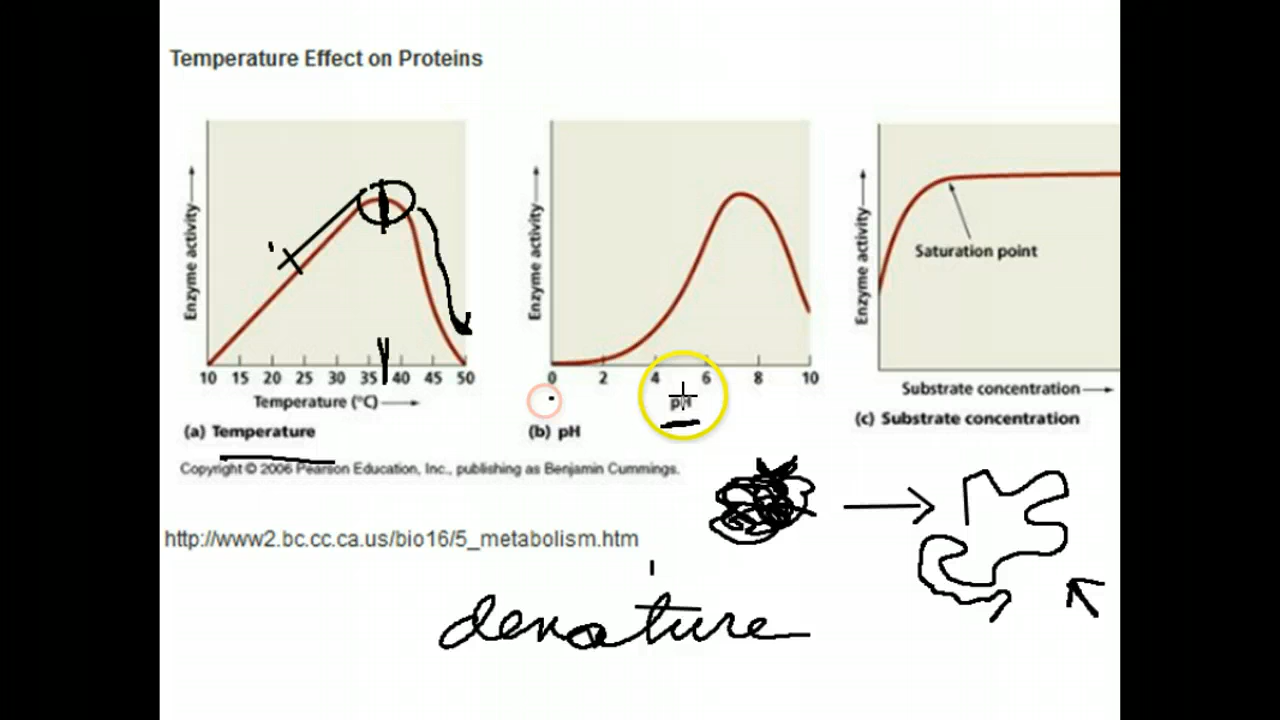 Temperature Effect on Proteins
Enzyme activity
10 15 20 25 30 35 40 45 50
Temperature (°C)
(a) Temperature
Enzyme activity
0 2 4 6 8 10
pH
(b) pH
Enzyme activity
Saturation point
Substrate concentration
(c) Substrate concentration
Copyright © 2006 Pearson Education, Inc., publishing as Benjamin Cummings.
http://www2.bc.cc.ca.us/bio16/5_metabolism.htm
denature